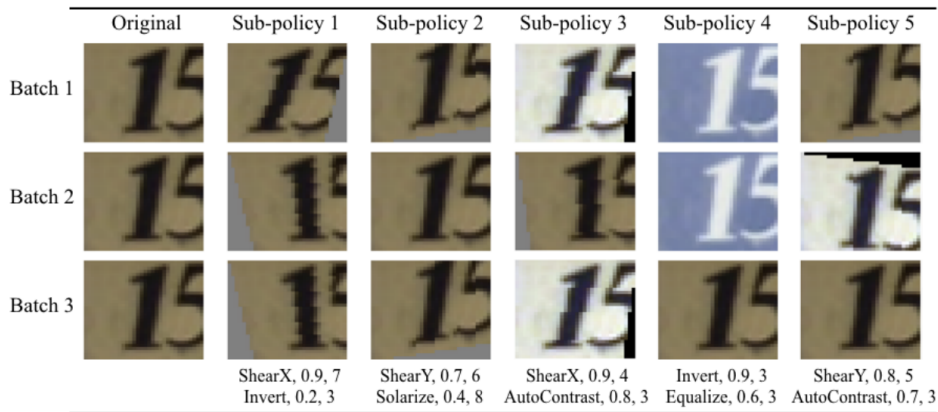 Original Sub-policy 1 Sub-policy 2 Sub-policy 3 Sub-policy 4 Sub-policy 5
Batch 1 15 15 15 15 15 15
Batch 2 15 15 15 15 15 15
Batch 3 15 15 15 15 15 15
ShearX, 0.9, 7 ShearY, 0.7, 6 ShearX, 0.9, 4 Invert, 0.9, 3 ShearY, 0.8, 5
Invert, 0.2, 3 Solarize, 0.4, 8 AutoContrast, 0.8, 3 Equalize, 0.6, 3 AutoContrast, 0.7, 3